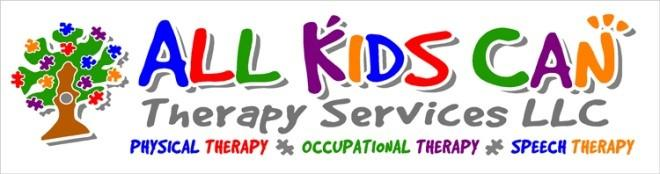 ALL KIDS CAN
Therapy Services LLC
PHYSICAL THERAPY OCCUPATIONAL THERAPY SPEECH THERAPY